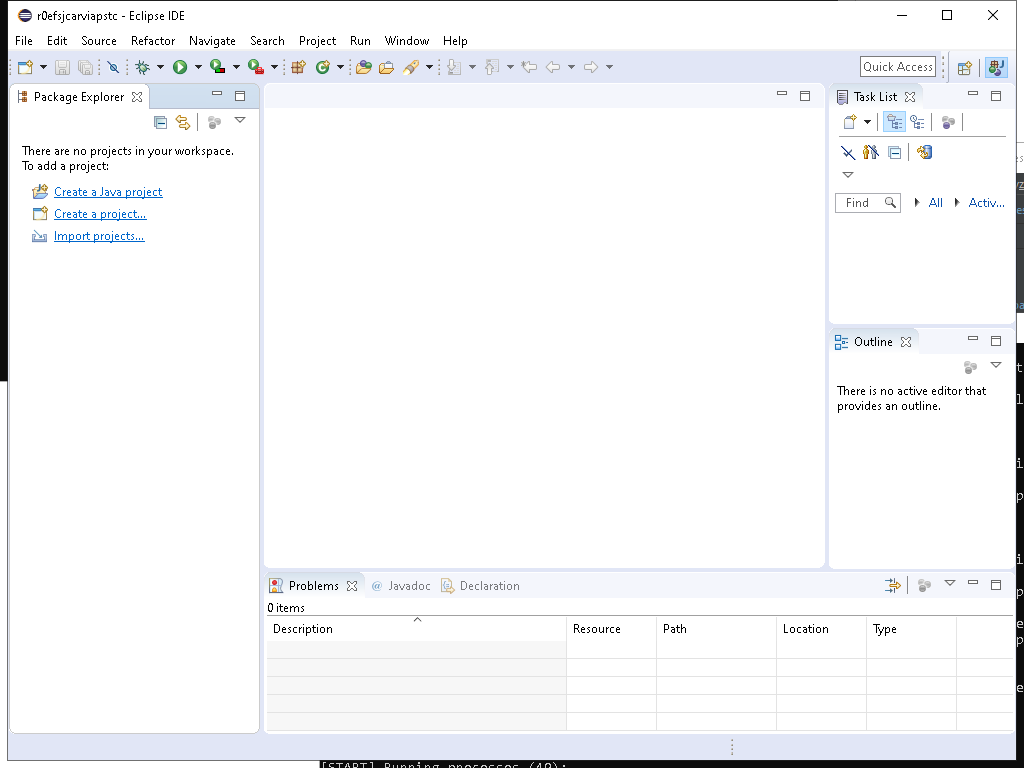 r0efsjcarviapstc - Eclipse IDE
File Edit Source Refactor Navigate Search Project Run Window Help
Quick Access
Package Explorer
There are no projects in your workspace.
To add a project:
Create a Java project
Create a project...
Import projects...
Task List
Find
All
Activ...
Outline
There is no active editor that
provides an outline.
Problems @ Javadoc Declaration
0 items
Description Resource Path Location Type
[START] Running processes (49):